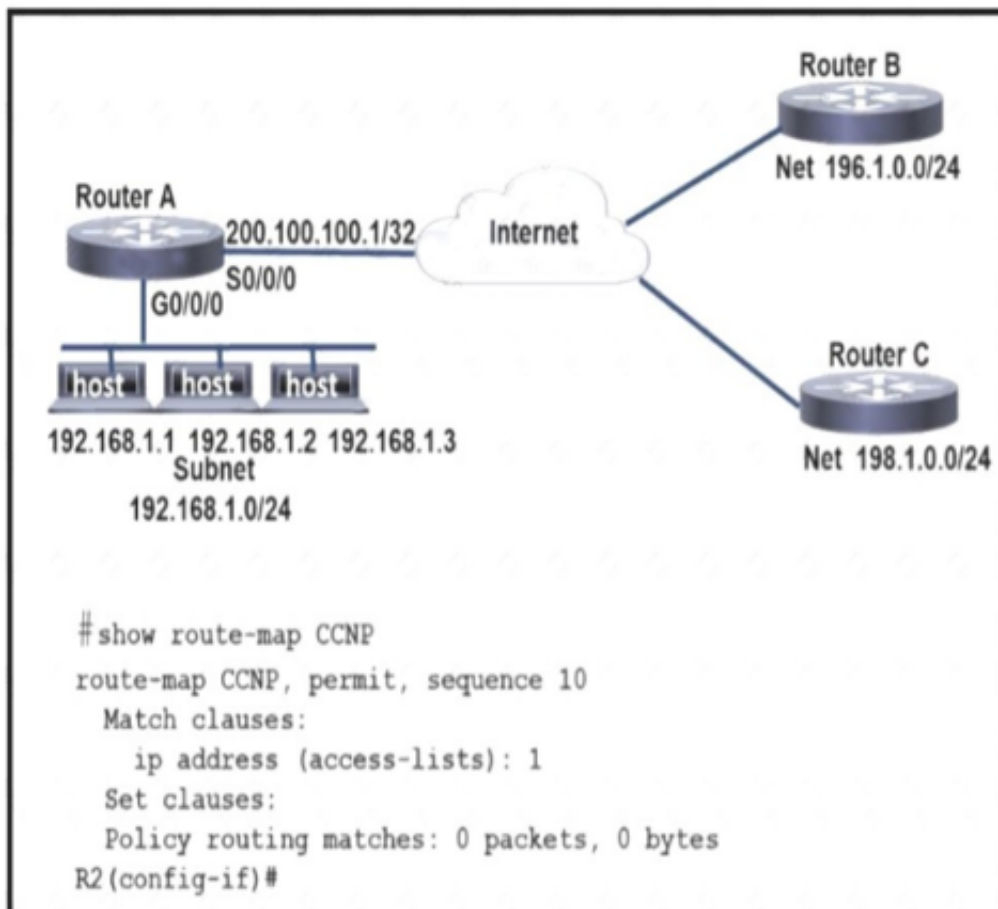 Router B
Net 196.1.0.0/24
Router A
200.100.100.1/32
Internet
S0/0/0
G0/0/0
Router C
host host host
192.168.1.1 192.168.1.2 192.168.1.3
Net 198.1.0.0/24
Subnet
192.168.1.0/24
#show route-map CCNP
route-map CCNP, permit, sequence 10
Match clauses:
ip address (access-lists): 1
Set clauses:
Policy routing matches: 0 packets, 0 bytes
R2(config-if)#